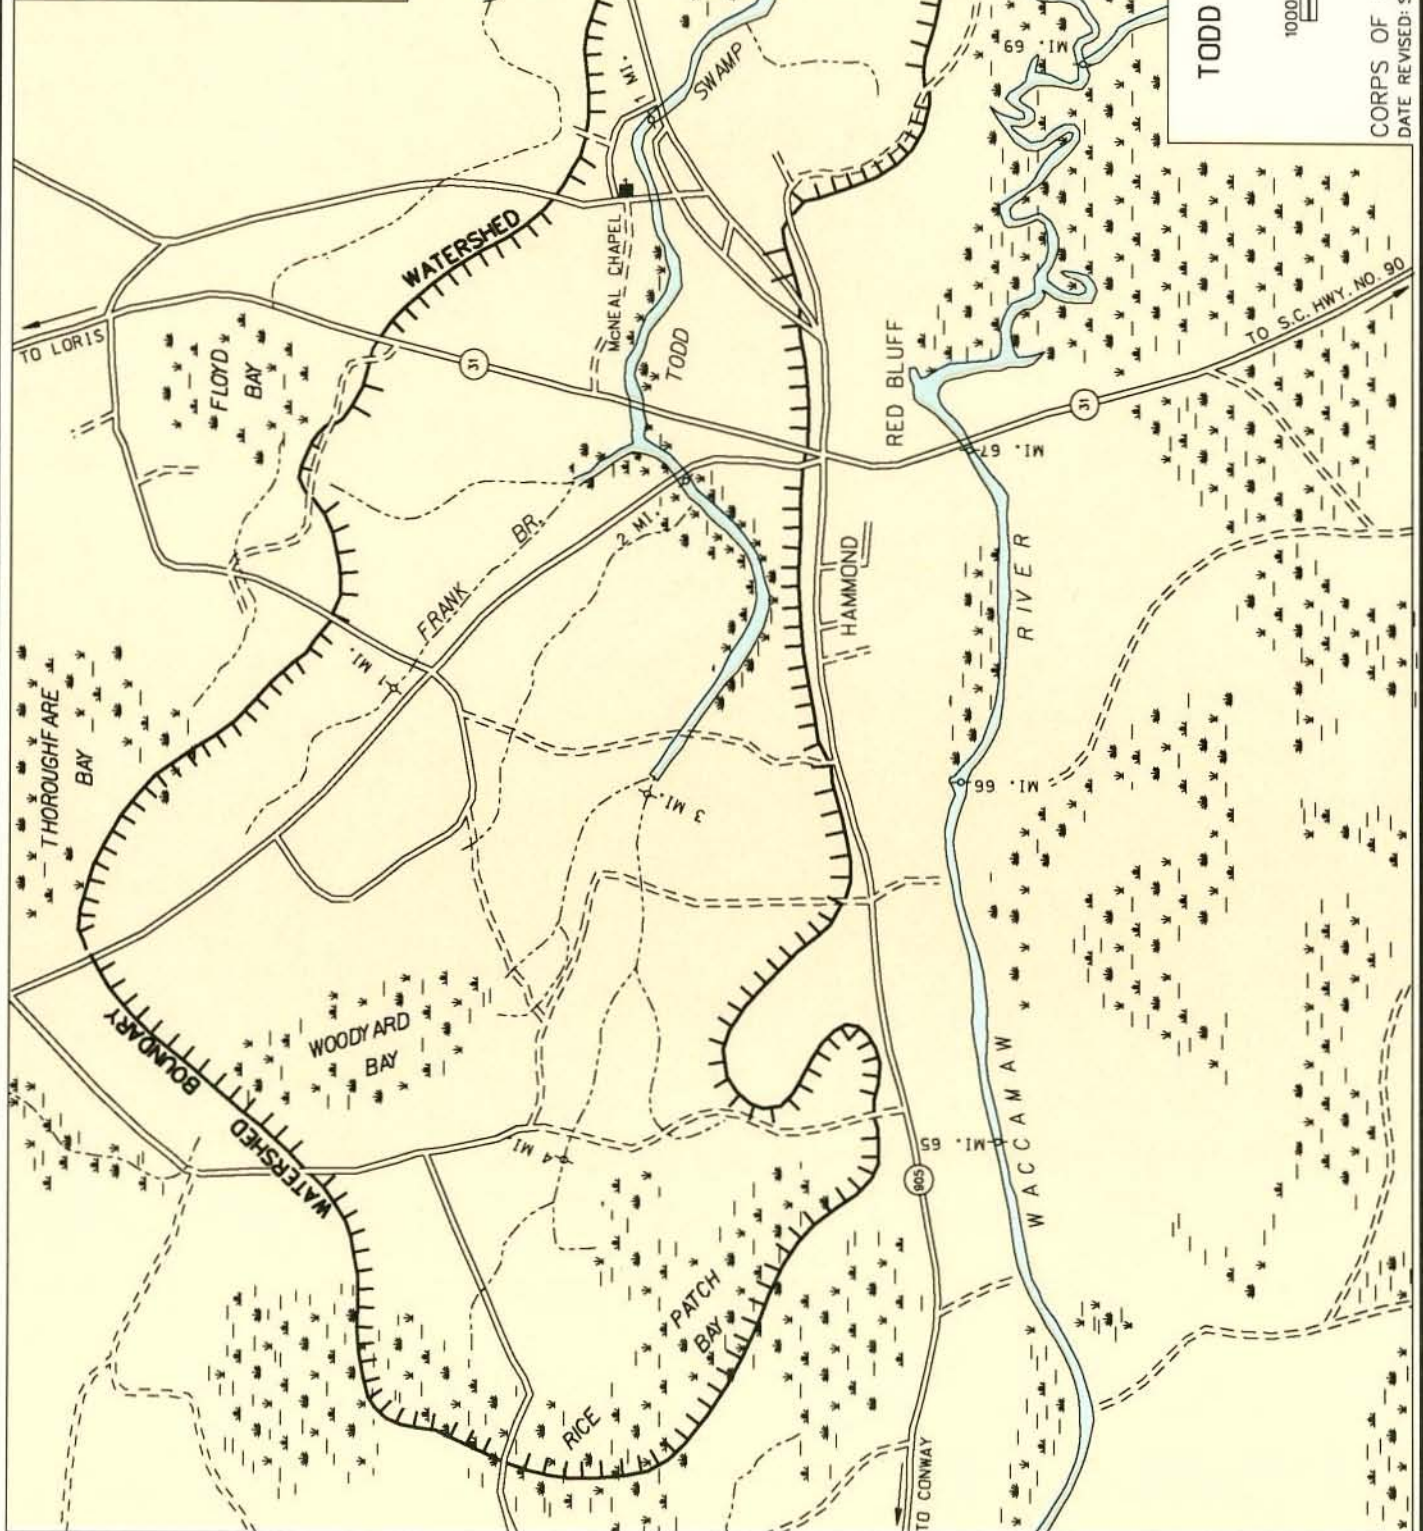 1 MI.
SWAMP
MI. 69
TODD
1000
CORPS OF
DATE REVISED: S
WATERSHED
McNEAL CHAPEL
TO LORIS
FLOYD
BAY
31
TODD
RED BLUFF
TO S.C. HWY. NO. 90
31
MI. 67
BR.
2 MI.
FRANK
HAMMOND
RIVER
1 MI.
THOROUGHFARE
BAY
MI. 66
3 MI.
BOUNDARY
WOODYARD
BAY
WATERSHED
4 MI
MI. 65
905
WACCAMAW
PATCH
BAY
RICE
TO CONWAY